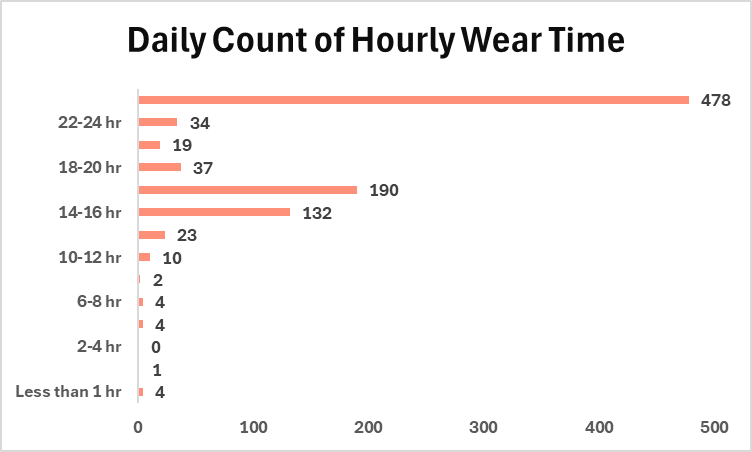 Daily Count of Hourly Wear Time
478
22-24 hr 34
19
18-20 hr 37
190
14-16 hr 132
23
10-12 hr 10
2
6-8 hr 4
4
2-4 hr 0
1
Less than 1 hr 4
0 100 200 300 400 500